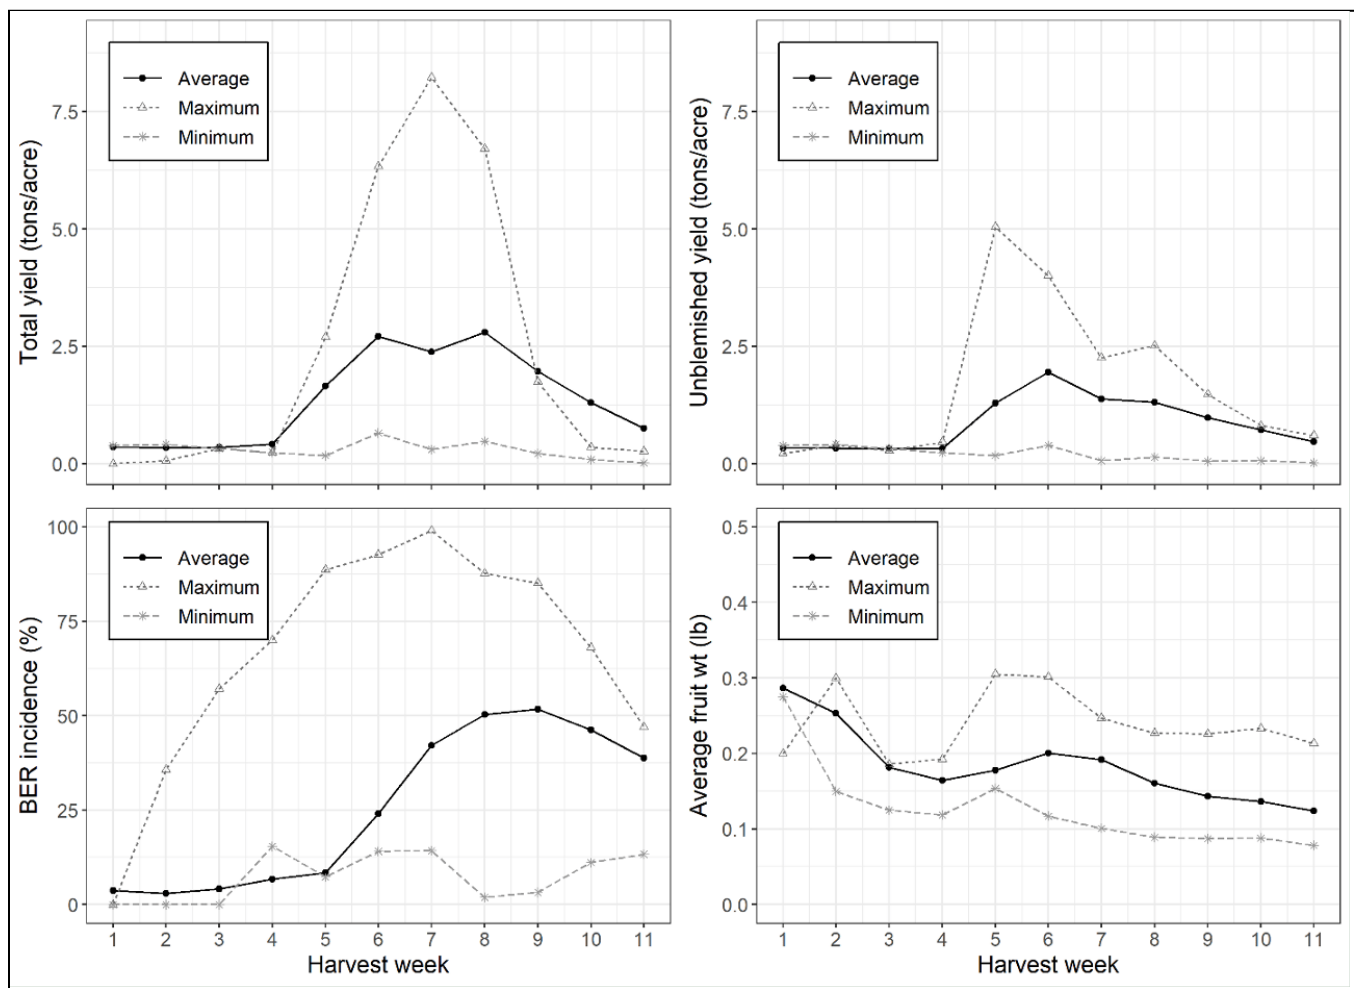 Total yield (tons/acre)
7.5
5.0
2.5
0.0
Average
Maximum
Minimum
Unblemished yield (tons/acre)
7.5
5.0
2.5
0.0
Average
Maximum
Minimum
BER incidence (%)
100
75
50
25
0
Average
Maximum
Minimum
1 2 3 4 5 6 7 8 9 10 11
Harvest week
Average fruit wt (lb)
0.5
0.4
0.3
0.2
0.1
0.0
Average
Maximum
Minimum
1 2 3 4 5 6 7 8 9 10 11
Harvest week